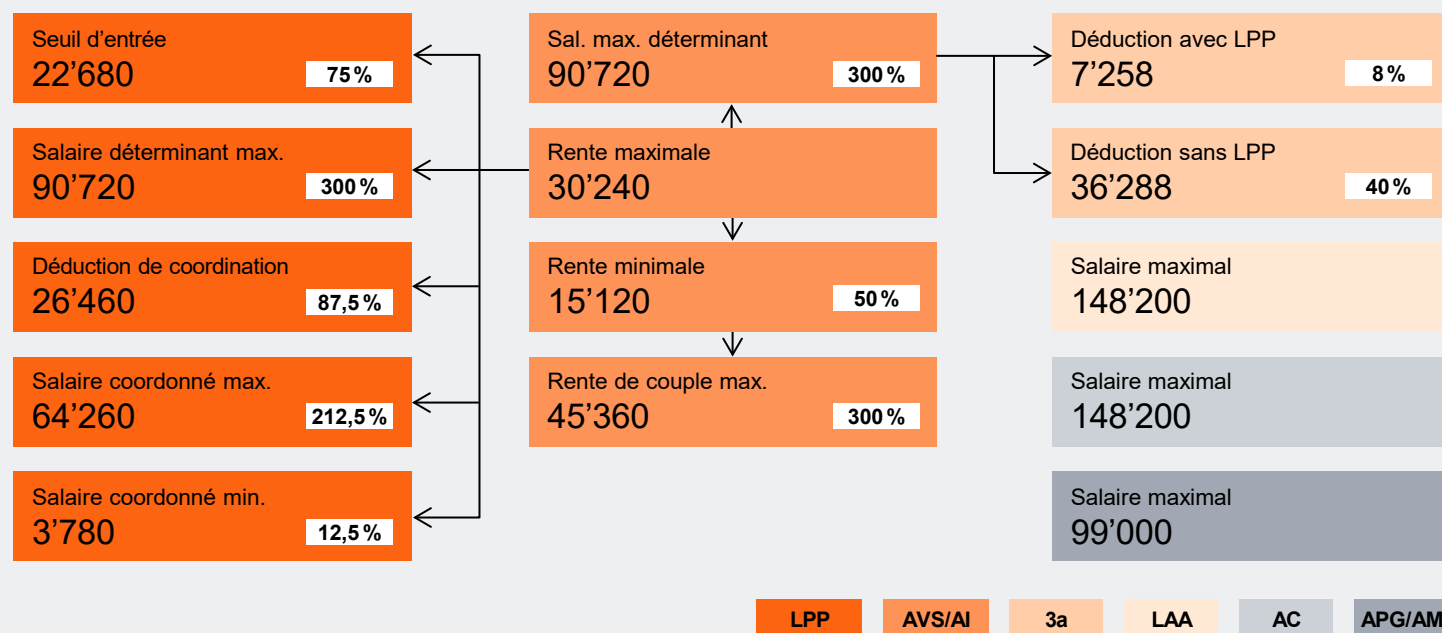 Seuil d’entrée
22’680
75 %
Salaire déterminant max.
90’720
300 %
Déduction de coordination
26’460
87,5 %
Salaire coordonné max.
64’260
212,5 %
Salaire coordonné min.
3’780
12,5 %
Sal. max. déterminant
90’720
300 %
Rente maximale
30’240
Rente minimale
15’120
50 %
Rente de couple max.
45’360
300 %
Déduction avec LPP
7’258
8 %
Déduction sans LPP
36’288
40 %
Salaire maximal
148’200
Salaire maximal
148’200
Salaire maximal
99’000
LPP AVS/AI 3a LAA AC APG/AM